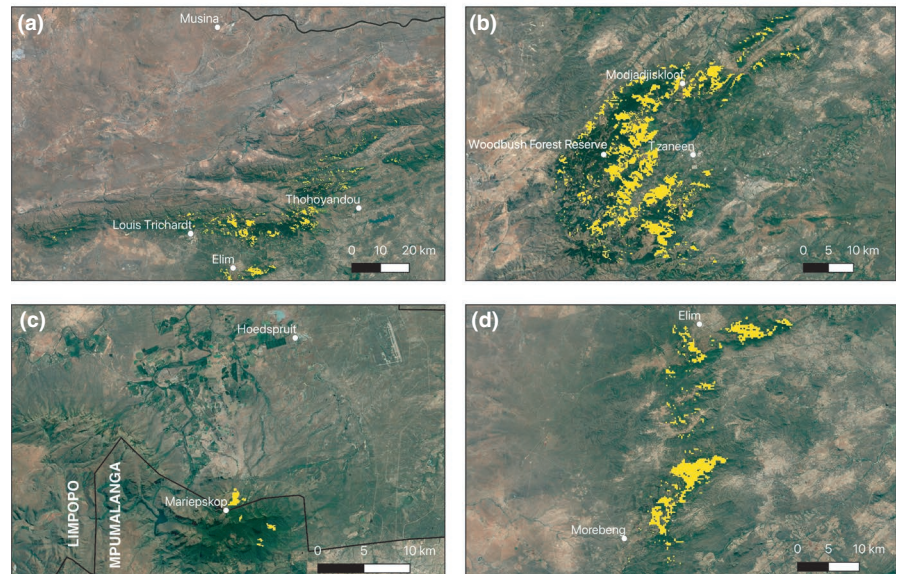 (a)
Musina
Thohoyandou
Louis Trichardt
Elim
0 10 20 km
(b)
Modjadjiskloof
Woodbush Forest Reserve
Tzaneen
0 5 10 km
(c)
Hoedspruit
Mariepskop
LIMPOPO
MPUMALANGA
0 5 10 km
(d)
Elim
Morebeng
0 5 10 km